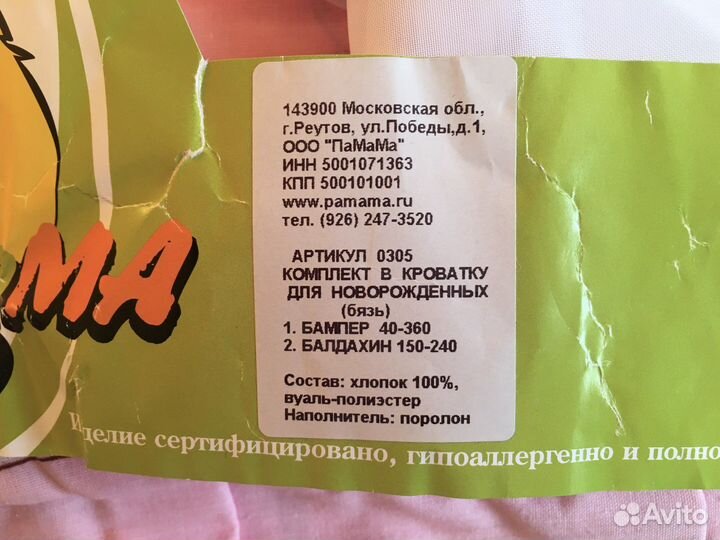 143900 Московская обл.,
г.Реутов, ул.Победы,д.1,
ООО "ПаМаМа"
ИНН 5001071363
КПП 500101001
www.pamama.ru
тел. (926) 247-3520
АРТИКУЛ 0305
КОМПЛЕКТ В КРОВАТКУ
ДЛЯ НОВОРОЖДЕННЫХ
(бязь)
1. БАМПЕР 40-360
2. БАЛДАХИН 150-240
Состав: хлопок 100%,
вуаль-полиэстер
Наполнитель: поролон
МА
Изделие сертифицировано, гипоаллергенно и полно
Avito